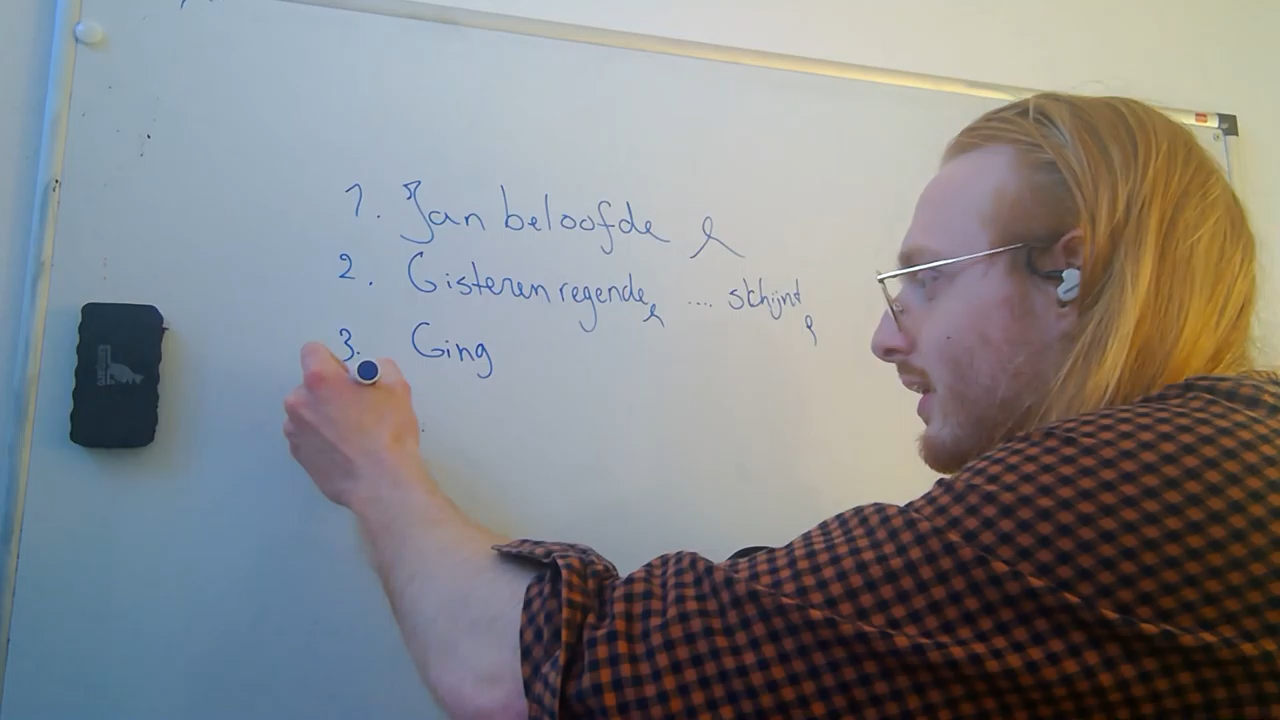 1. Jan beloofde
2. Gisteren regende .... schijnt
3. Ging